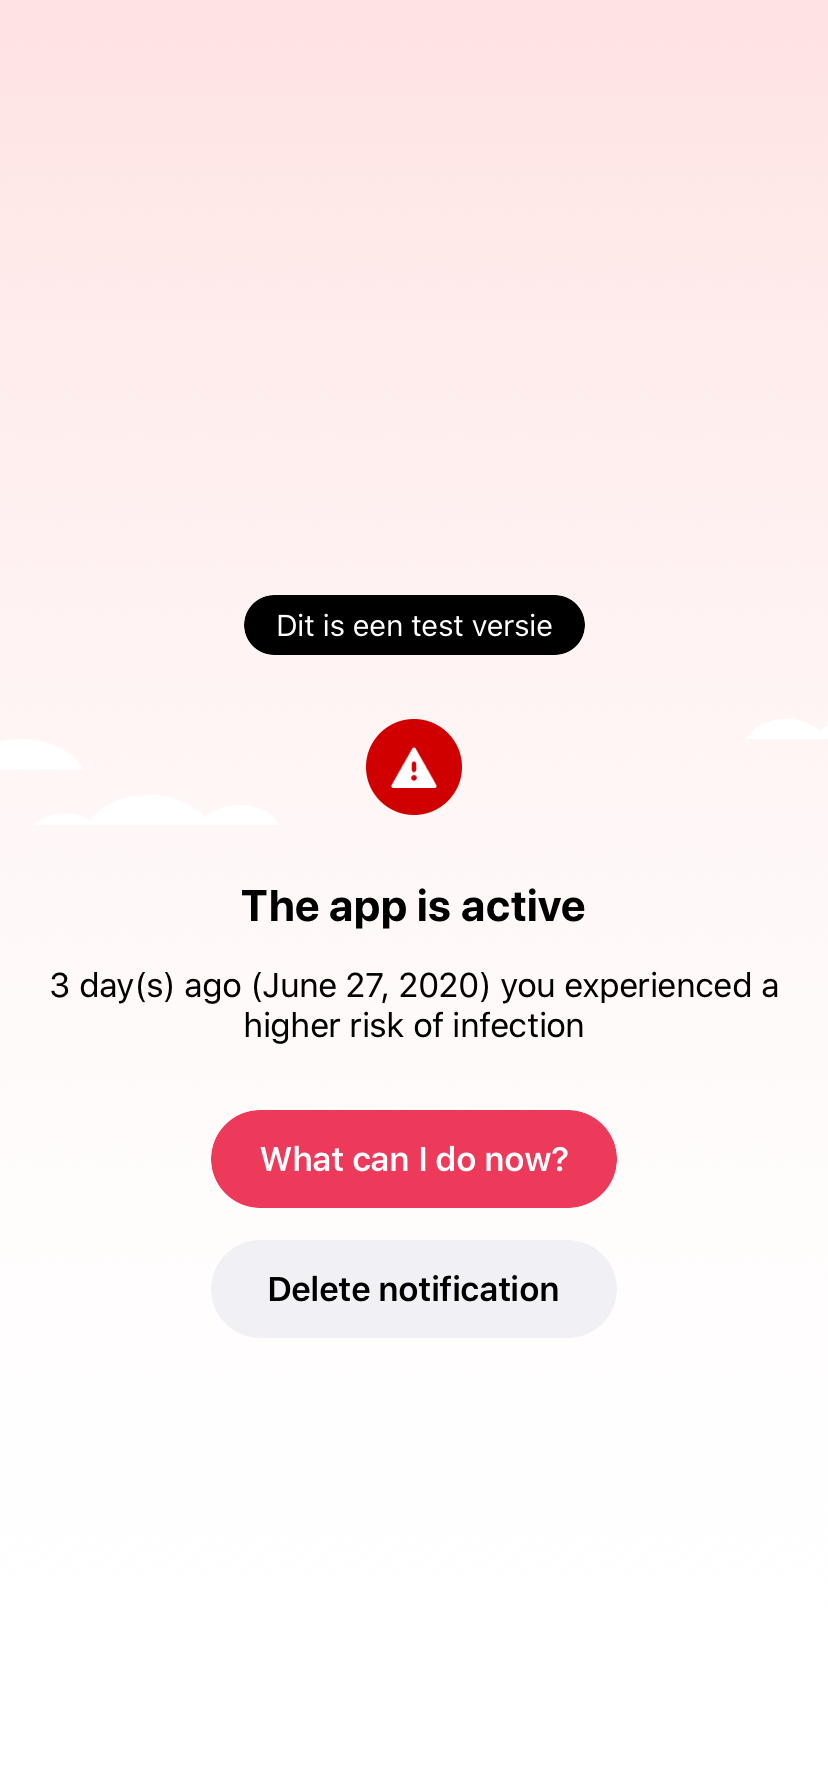 Dit is een test versie
The app is active
3 day(s) ago (June 27, 2020) you experienced a
higher risk of infection
What can I do now?
Delete notification